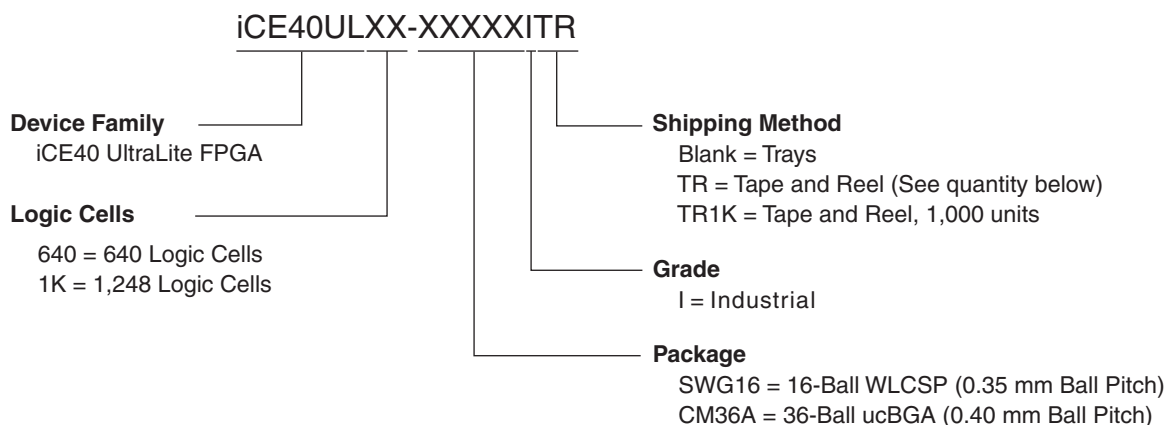 iCE40ULXX-XXXXXITR
Device Family
iCE40 UltraLite FPGA
Logic Cells
640 = 640 Logic Cells
1K = 1,248 Logic Cells
Shipping Method
Blank = Trays
TR = Tape and Reel (See quantity below)
TR1K = Tape and Reel, 1,000 units
Grade
I = Industrial
Package
SWG16 = 16-Ball WLCSP (0.35 mm Ball Pitch)
CM36A = 36-Ball ucBGA (0.40 mm Ball Pitch)